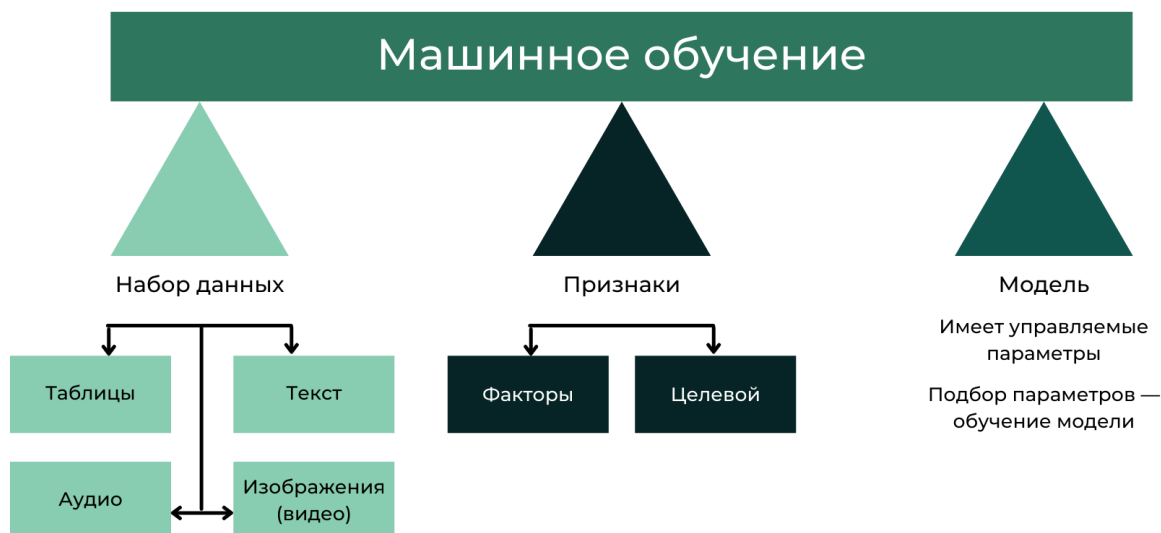 Машинное обучение
Набор данных
Признаки
Модель
Имеет управляемые
параметры
Подбор параметров —
обучение модели
Таблицы
Текст
Факторы
Целевой
Аудио
Изображения
(видео)